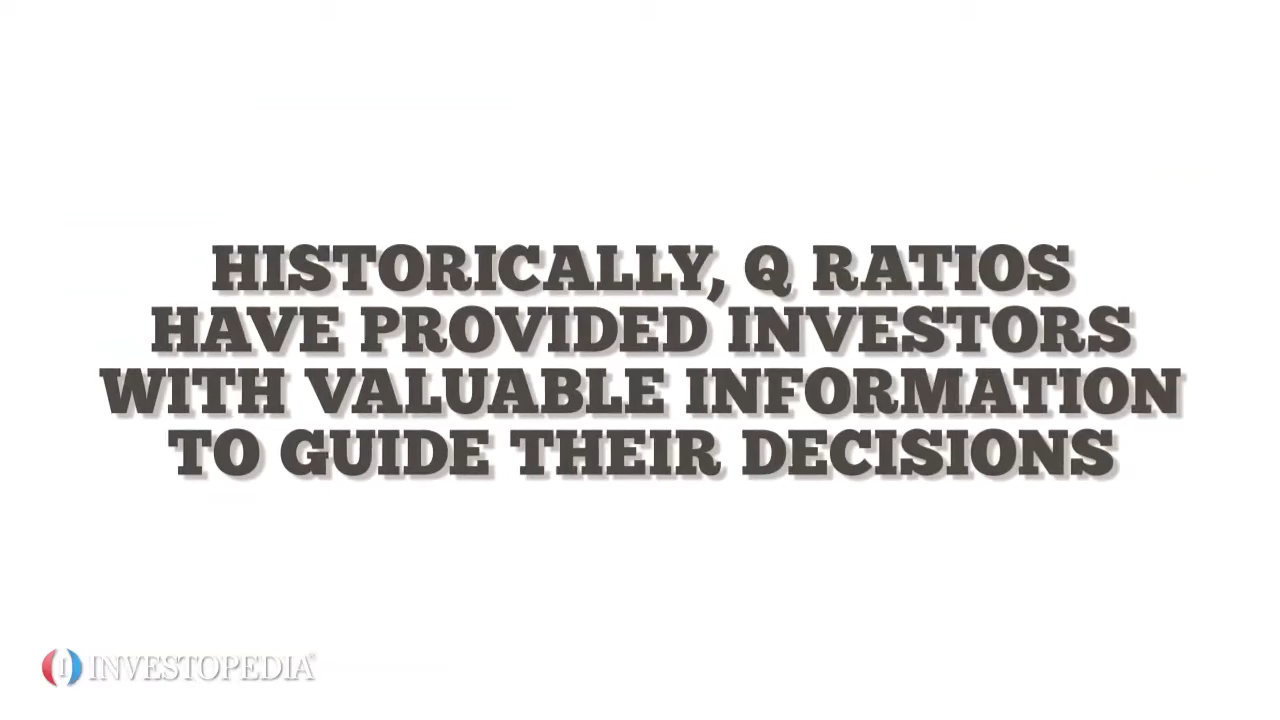 HISTORICALLY, Q RATIOS
HAVE PROVIDED INVESTORS
WITH VALUABLE INFORMATION
TO GUIDE THEIR DECISIONS
I INVESTOPEDIA®